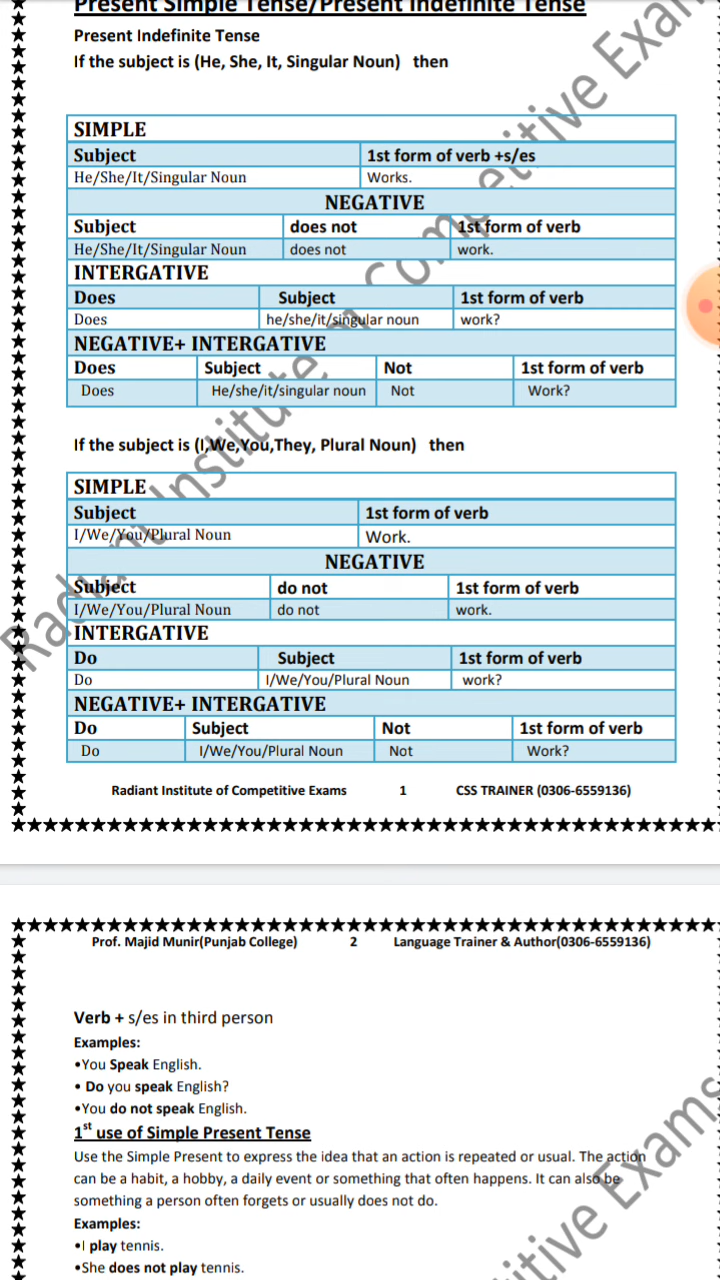 Present Simple Tense/Present Indefinite Tense
Present Indefinite Tense
If the subject is (He, She, It, Singular Noun) then
SIMPLE
Subject 1st form of verb +s/es
He/She/It/Singular Noun Works.
NEGATIVE
Subject does not 1st form of verb
He/She/It/Singular Noun does not work.
INTERGATIVE
Does Subject 1st form of verb
Does he/she/it/singular noun work?
NEGATIVE+ INTERGATIVE
Does Subject Not 1st form of verb
Does He/she/it/singular noun Not Work?
If the subject is (I,We,You,They, Plural Noun) then
SIMPLE
Subject 1st form of verb
I/We/You/Plural Noun Work.
NEGATIVE
Subject do not 1st form of verb
I/We/You/Plural Noun do not work.
INTERGATIVE
Do Subject 1st form of verb
Do I/We/You/Plural Noun work?
NEGATIVE+ INTERGATIVE
Do Subject Not 1st form of verb
Do I/We/You/Plural Noun Not Work?
Radiant Institute of Competitive Exams 1 CSS TRAINER (0306-6559136)
Radiant Institute of Competitive Exam
Prof. Majid Munir(Punjab College) 2 Language Trainer & Author(0306-6559136)
Verb + s/es in third person
Examples:
•You Speak English.
• Do you speak English?
•You do not speak English.
1st use of Simple Present Tense
Use the Simple Present to express the idea that an action is repeated or usual. The action
can be a habit, a hobby, a daily event or something that often happens. It can also be
something a person often forgets or usually does not do.
Examples:
•I play tennis.
•She does not play tennis.
itive Exams